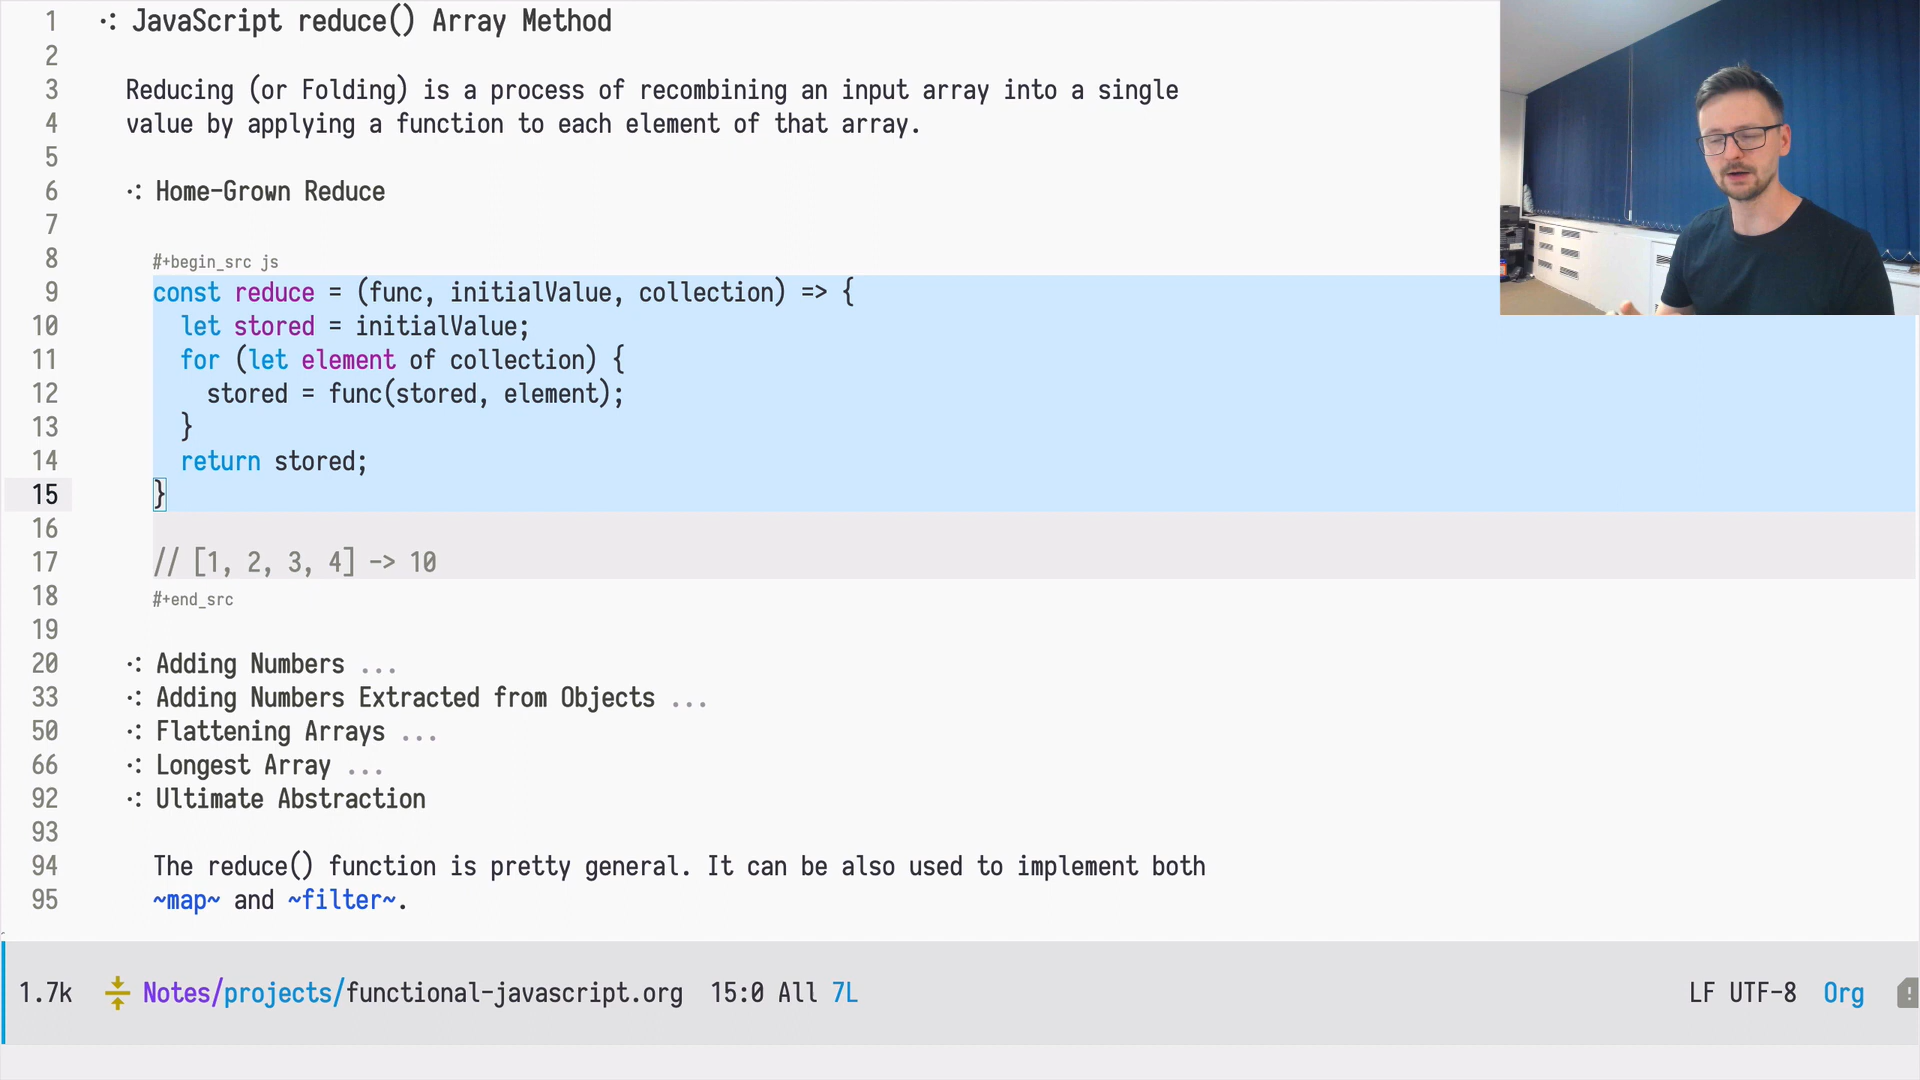 1 JavaScript reduce() Array Method
2
3 Reducing (or Folding) is a process of recombining an input array into a single
4 value by applying a function to each element of that array.
5
6 Home-Grown Reduce
7
8 #+begin_src js
9 const reduce = (func, initialValue, collection) => {
10 let stored = initialValue;
11 for (let element of collection) {
12 stored = func(stored, element);
13 }
14 return stored;
15 }
16
17 // [1, 2, 3, 4] -> 10
18 #+end_src
19
20 Adding Numbers ...
33 Adding Numbers Extracted from Objects ...
50 Flattening Arrays ...
66 Longest Array ...
92 Ultimate Abstraction
93
94 The reduce() function is pretty general. It can be also used to implement both
95 ~map~ and ~filter~.
1.7k Notes/projects/functional-javascript.org 15:0 All 7L LF UTF-8 Org